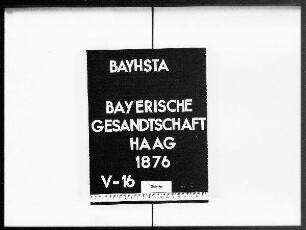 BAYHSTA
BAYERISCHE
GESANDTSCHAFT
HAAG
1876
V-16